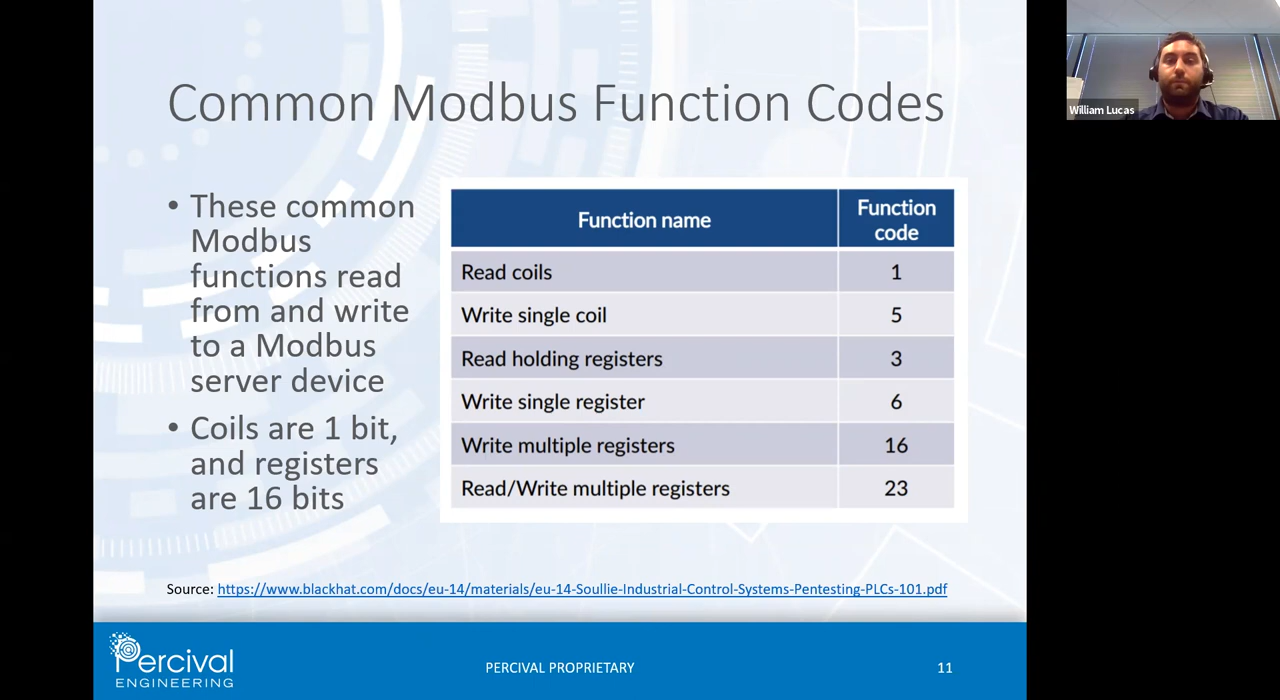 Common Modbus Function Codes
• These common
Modbus
functions read
from and write
to a Modbus
server device
• Coils are 1 bit,
and registers
are 16 bits
Function name Function code
Read coils 1
Write single coil 5
Read holding registers 3
Write single register 6
Write multiple registers 16
Read/Write multiple registers 23
Source: https://www.blackhat.com/docs/eu-14/materials/eu-14-Soullie-Industrial-Control-Systems-Pentesting-PLCs-101.pdf
Percival
ENGINEERING
PERCIVAL PROPRIETARY
11
William Lucas